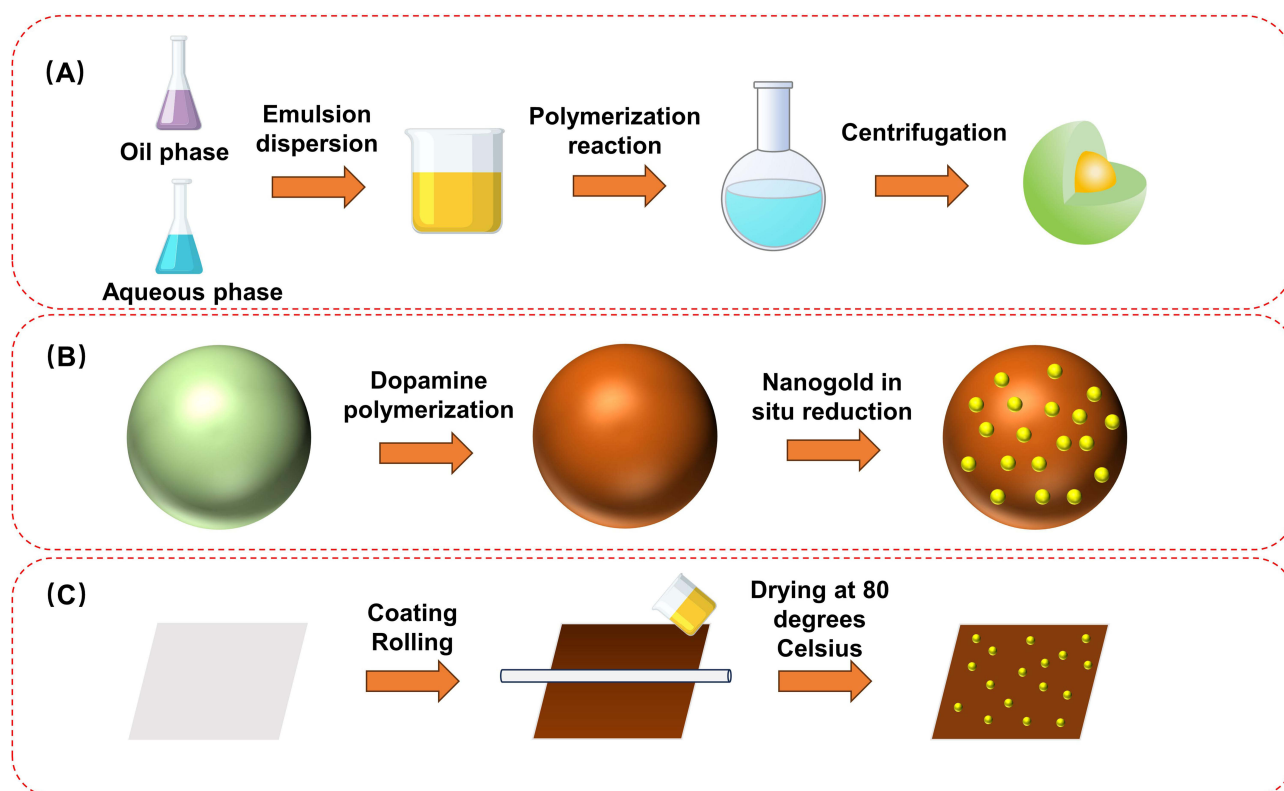 (A)
Oil phase
Aqueous phase
Emulsion
dispersion
Polymerization
reaction
Centrifugation
(B)
Dopamine
polymerization
Nanogold in
situ reduction
(C)
Coating
Rolling
Drying at 80
degrees
Celsius